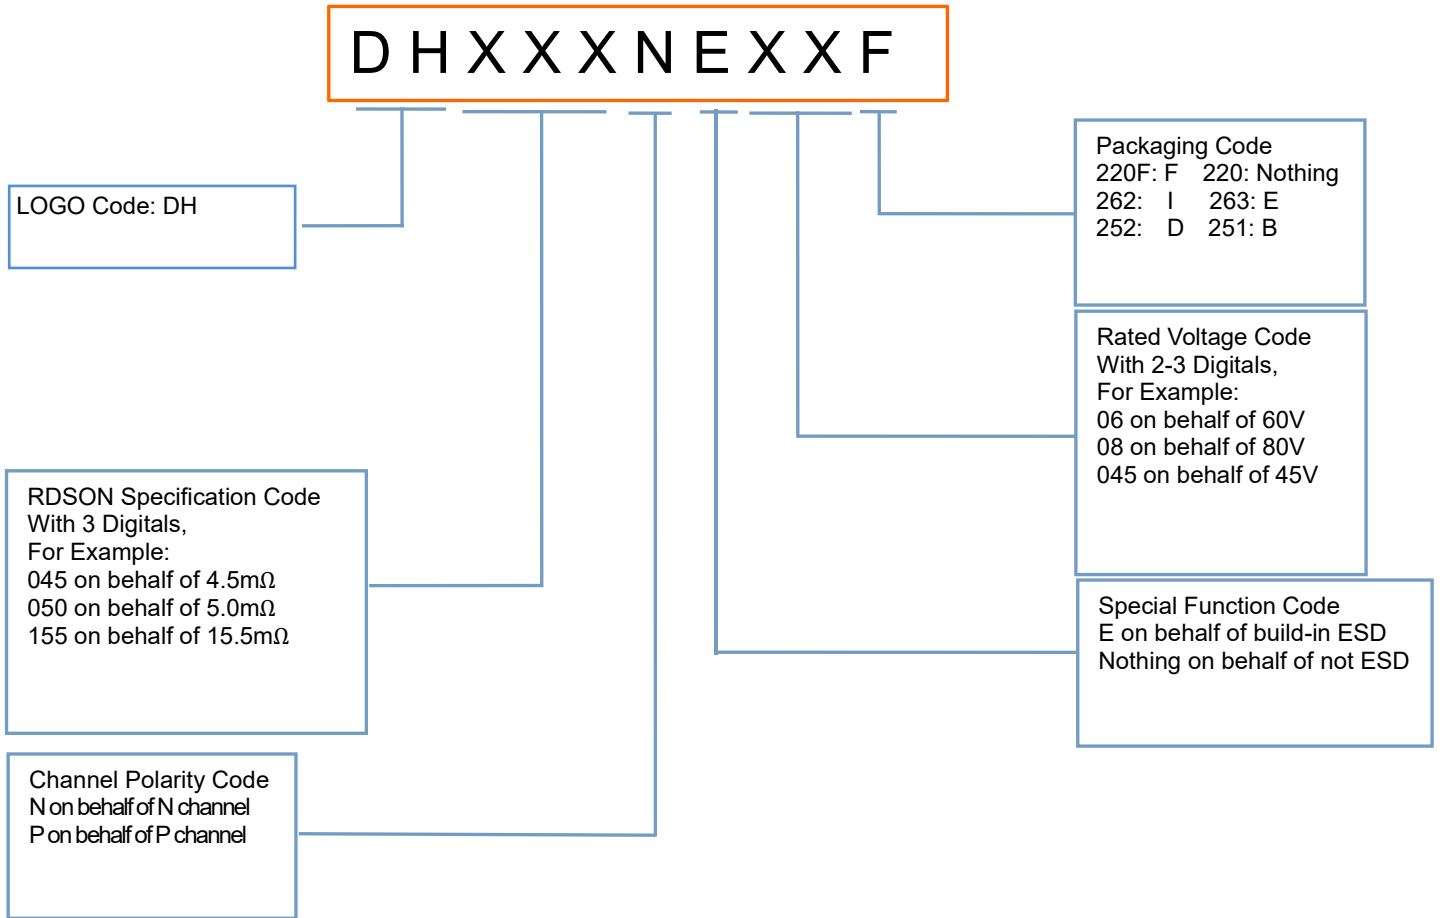 D H X X X N E X X F
LOGO Code: DH
Packaging Code
220F: F 220: Nothing
262: I 263: E
252: D 251: B
Rated Voltage Code
With 2-3 Digitals,
For Example:
06 on behalf of 60V
08 on behalf of 80V
045 on behalf of 45V
RDSON Specification Code
With 3 Digitals,
For Example:
045 on behalf of 4.5mΩ
050 on behalf of 5.0mΩ
155 on behalf of 15.5mΩ
Special Function Code
E on behalf of build-in ESD
Nothing on behalf of not ESD
Channel Polarity Code
N on behalf of N channel
P on behalf of P channel